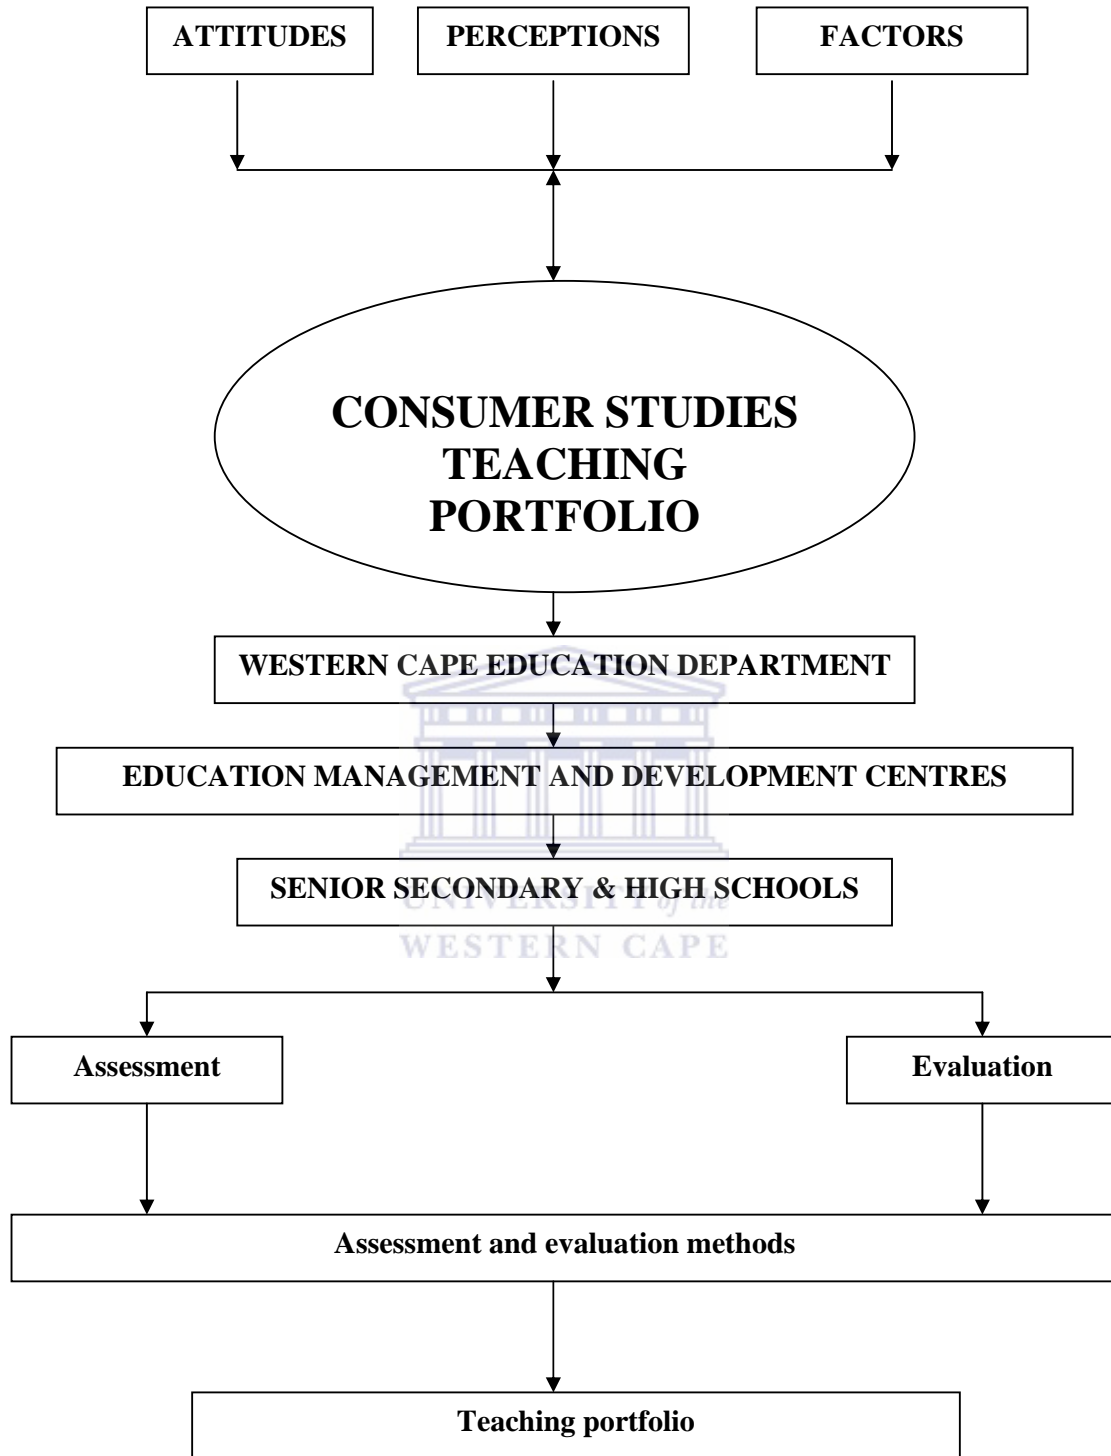 ATTITUDES
PERCEPTIONS
FACTORS
CONSUMER STUDIES
TEACHING
PORTFOLIO
WESTERN CAPE EDUCATION DEPARTMENT
EDUCATION MANAGEMENT AND DEVELOPMENT CENTRES
SENIOR SECONDARY & HIGH SCHOOLS
UNIVERSITY of the
WESTERN CAPE
Assessment
Evaluation
Assessment and evaluation methods
Teaching portfolio